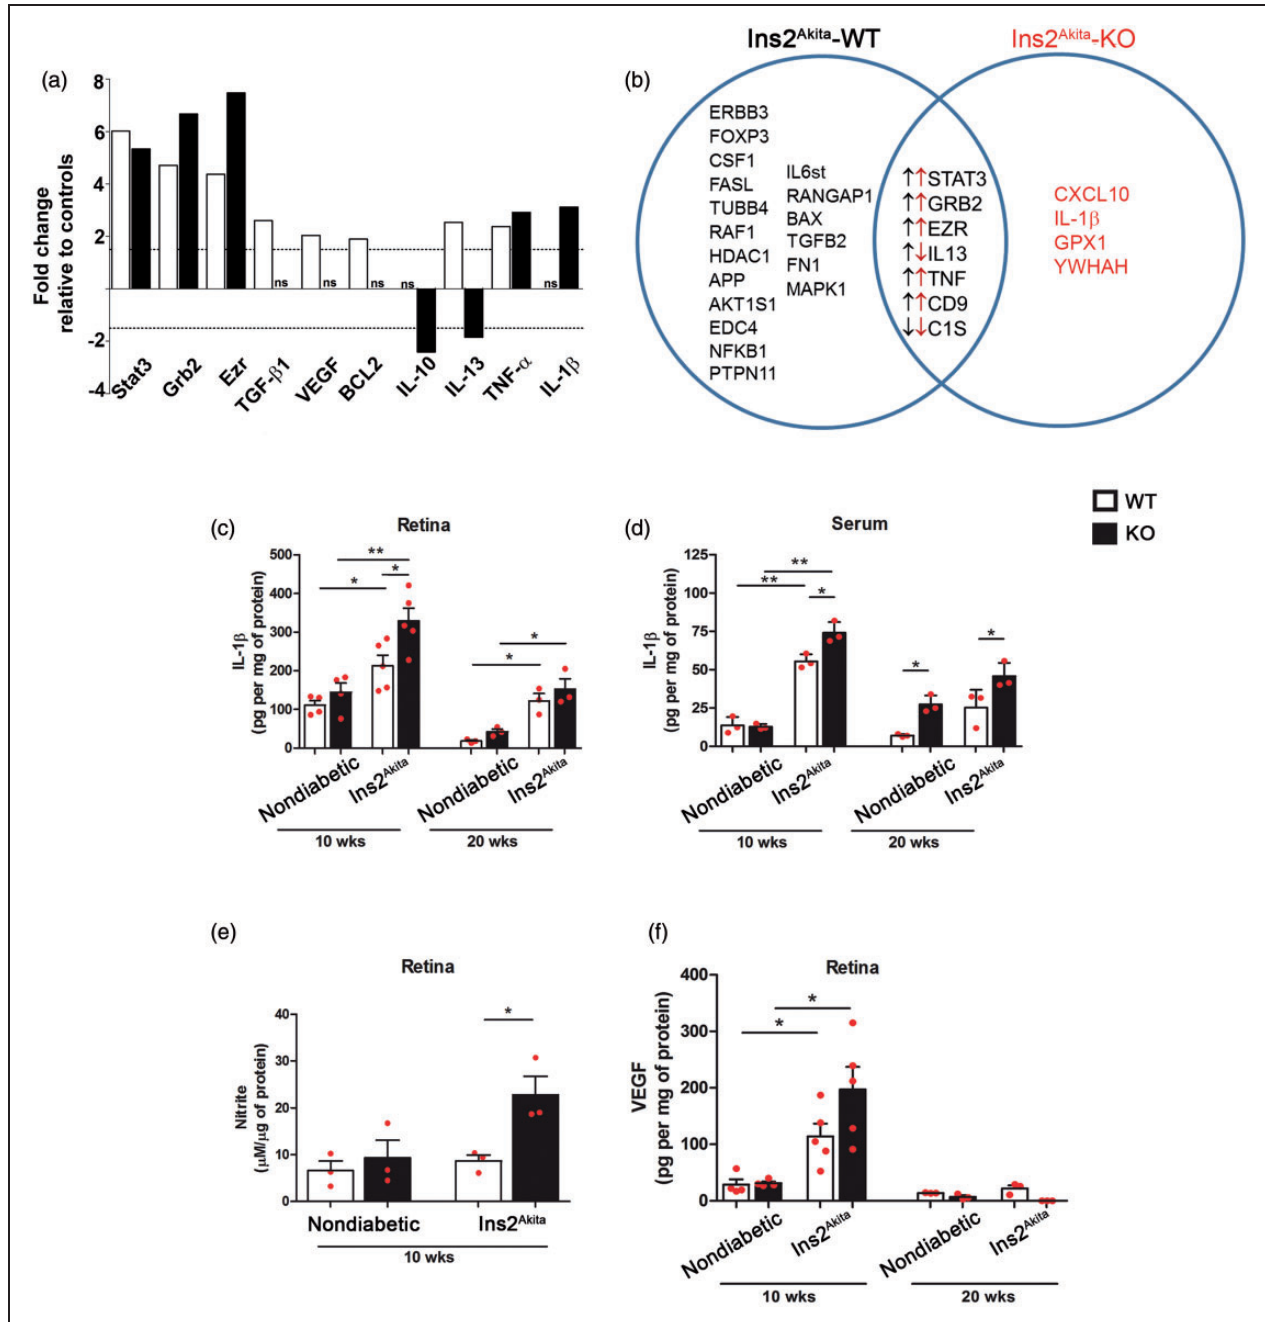 (a)
Fold change
relative to controls
8
6
4
2
-2
-4
ns
ns
ns
ns
ns
Stat3
Grb2
Ezr
TGF-β1
VEGF
BCL2
IL-10
IL-13
TNF-α
IL-1β
(b)
Ins2Akita-WT
Ins2Akita-KO
ERBB3
FOXP3
CSF1
FASL
TUBB4
RAF1
HDAC1
APP
AKT1S1
EDC4
NFKB1
PTPN11
IL6st
RANGAP1
BAX
TGFB2
FN1
MAPK1
↑↑STAT3
↑↑GRB2
↑↑EZR
↑↓IL13
↑↑TNF
↑↑CD9
↓↓C1S
CXCL10
IL-1β
GPX1
YWHAH
WT
KO
(c)
Retina
IL-1β
(pg per mg of protein)
500
400
300
200
100
0
*
**
*
*
*
Nondiabetic
Ins2Akita
Nondiabetic
Ins2Akita
10 wks
20 wks
(d)
Serum
IL-1β
(pg per mg of protein)
125
100
75
50
25
0
**
**
*
*
*
Nondiabetic
Ins2Akita
Nondiabetic
Ins2Akita
10 wks
20 wks
(e)
Retina
Nitrite
(μM/μg of protein)
40
30
20
10
0
*
Nondiabetic
Ins2Akita
10 wks
(f)
Retina
VEGF
(pg per mg of protein)
400
300
200
100
0
*
*
Nondiabetic
Ins2Akita
Nondiabetic
Ins2Akita
10 wks
20 wks